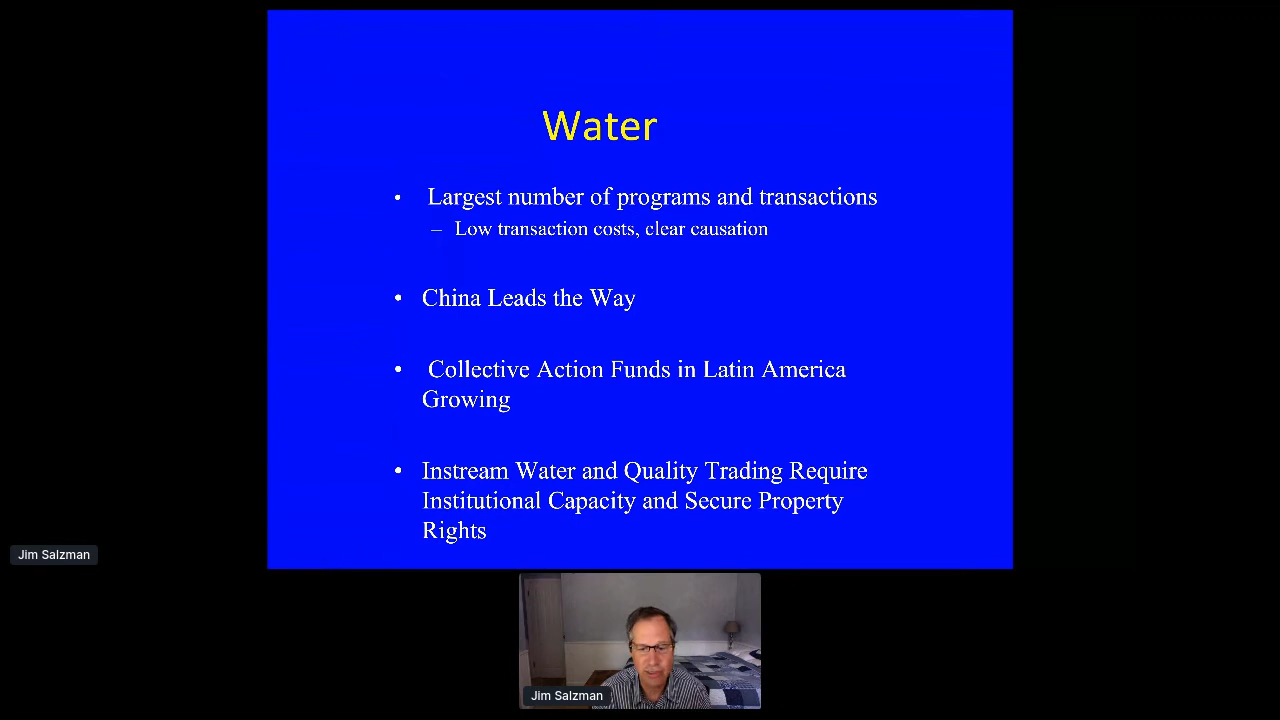 Water
• Largest number of programs and transactions
– Low transaction costs, clear causation
• China Leads the Way
• Collective Action Funds in Latin America
Growing
• Instream Water and Quality Trading Require
Institutional Capacity and Secure Property
Rights
Jim Salzman
Jim Salzman